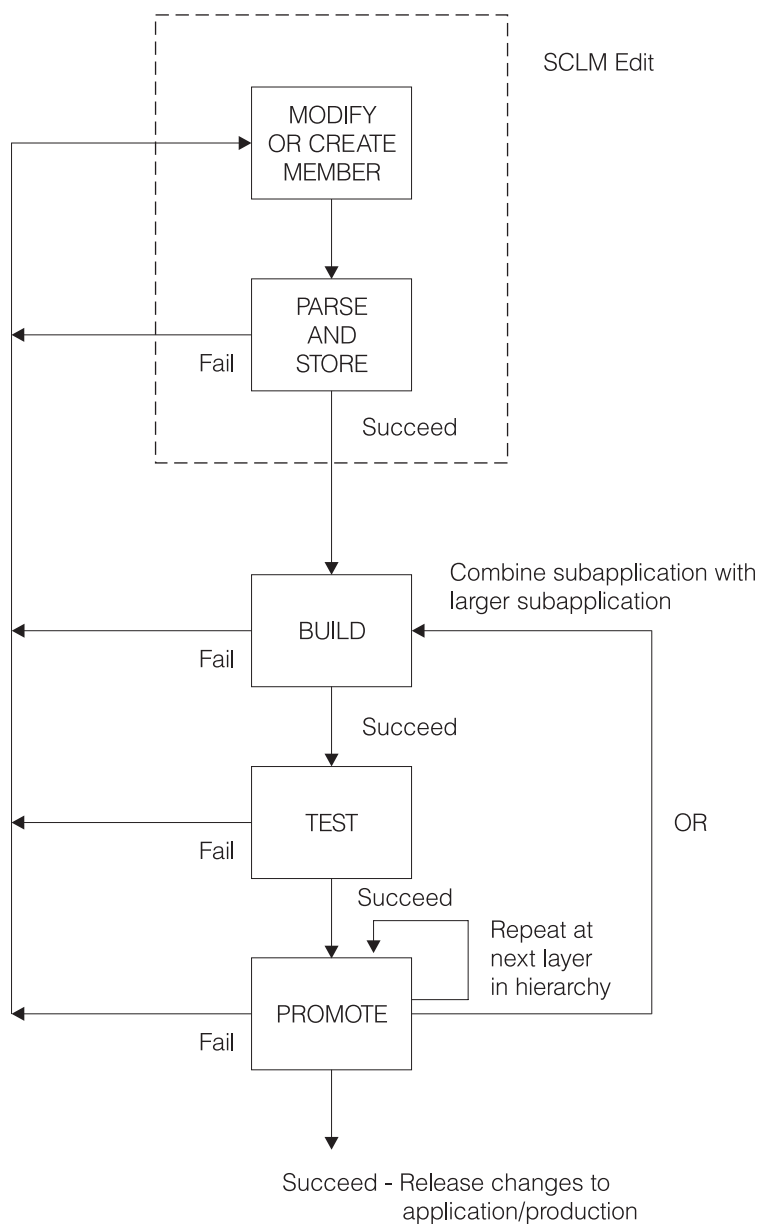 SCLM Edit
MODIFY
OR CREATE
MEMBER
PARSE
AND
STORE
Fail
Succeed
Combine subapplication with
larger subapplication
BUILD
Fail
Succeed
TEST
OR
Fail
Succeed
Repeat at
next layer
in hierarchy
PROMOTE
Fail
Succeed - Release changes to
application/production